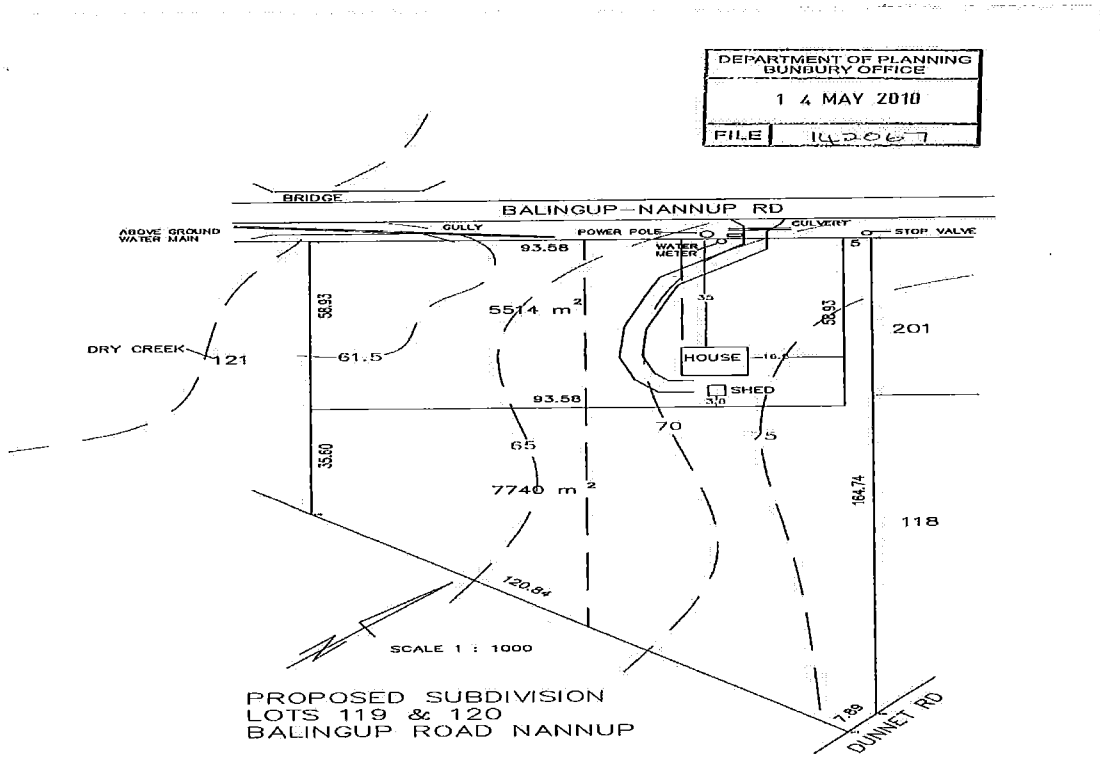 DEPARTMENT OF PLANNING
BUNBURY OFFICE
1 4 MAY 2010
FILE 142067
BRIDGE
BALINGUP-NANNUP RD
ABOVE GROUND
WATER MAIN
GULLY
POWER POLE
CULVERT
STOP VALVE
93.58
WATER
METER
5
58.93
5514 m²
35
58.93
201
DRY CREEK
121
61.5
HOUSE
SHED
93.58
3.0
70
75
65
35.60
7740 m²
164.74
118
120.84
SCALE 1 : 1000
PROPOSED SUBDIVISION
LOTS 119 & 120
BALINGUP ROAD NANNUP
7.89
DUNNET RD